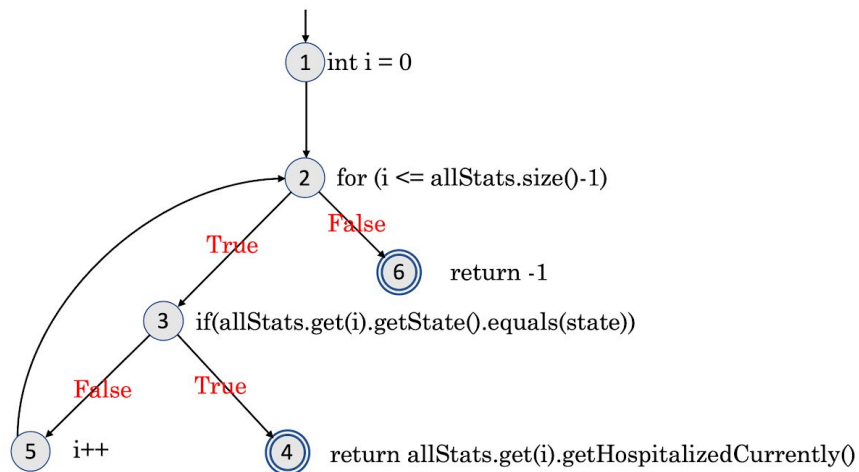 1 int i = 0
2 for (i <= allStats.size()-1)
False
True
6 return -1
3 if(allStats.get(i).getState().equals(state))
False True
5 i++
4 return allStats.get(i).getHospitalizedCurrently()